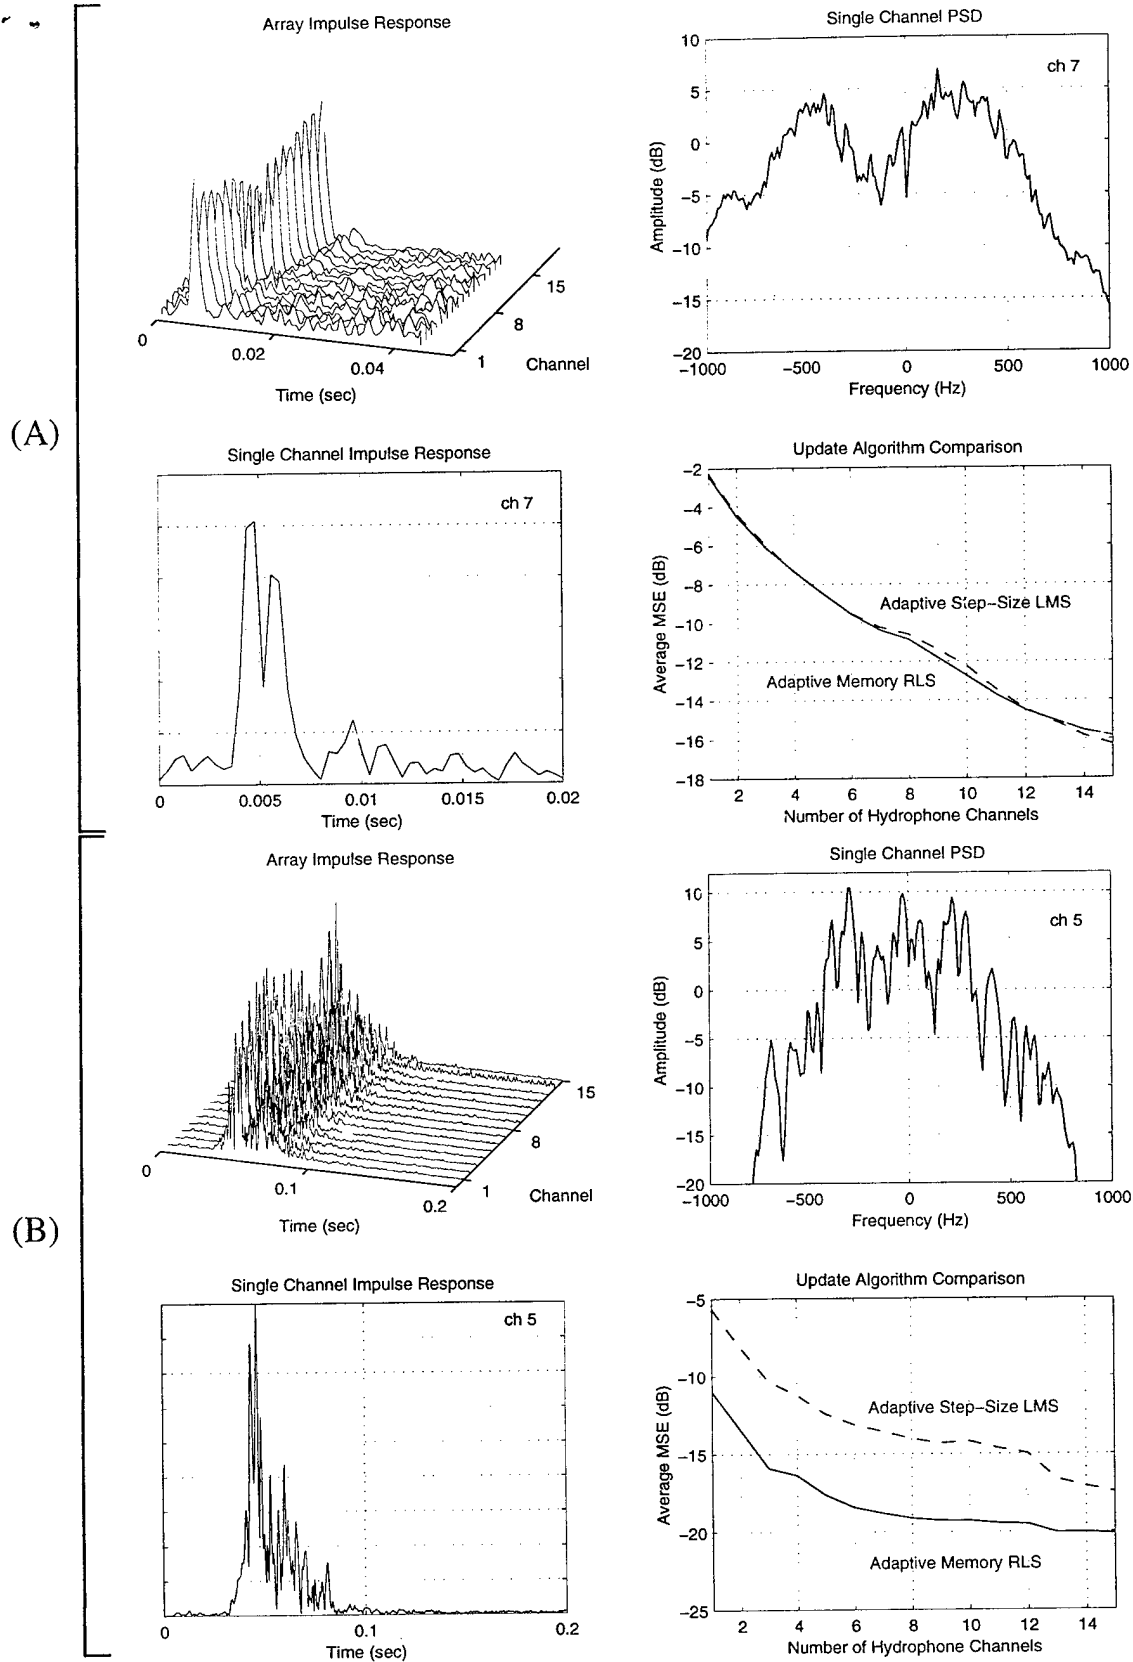 (A)
Array Impulse Response
0
0.02
0.04
Time (sec)
1
8
15
Channel
Single Channel PSD
ch 7
10
5
0
−5
−10
−15
−20
Amplitude (dB)
−1000
−500
0
500
1000
Frequency (Hz)
Single Channel Impulse Response
ch 7
0
0.005
0.01
0.015
0.02
Time (sec)
Update Algorithm Comparison
−2
−4
−6
−8
−10
−12
−14
−16
−18
Average MSE (dB)
Adaptive Step−Size LMS
Adaptive Memory RLS
2
4
6
8
10
12
14
Number of Hydrophone Channels
(B)
Array Impulse Response
0
0.1
0.2
Time (sec)
1
8
15
Channel
Single Channel PSD
ch 5
10
5
0
−5
−10
−15
−20
Amplitude (dB)
−1000
−500
0
500
1000
Frequency (Hz)
Single Channel Impulse Response
ch 5
0
0.1
0.2
Time (sec)
Update Algorithm Comparison
−5
−10
−15
−20
−25
Average MSE (dB)
Adaptive Step−Size LMS
Adaptive Memory RLS
2
4
6
8
10
12
14
Number of Hydrophone Channels